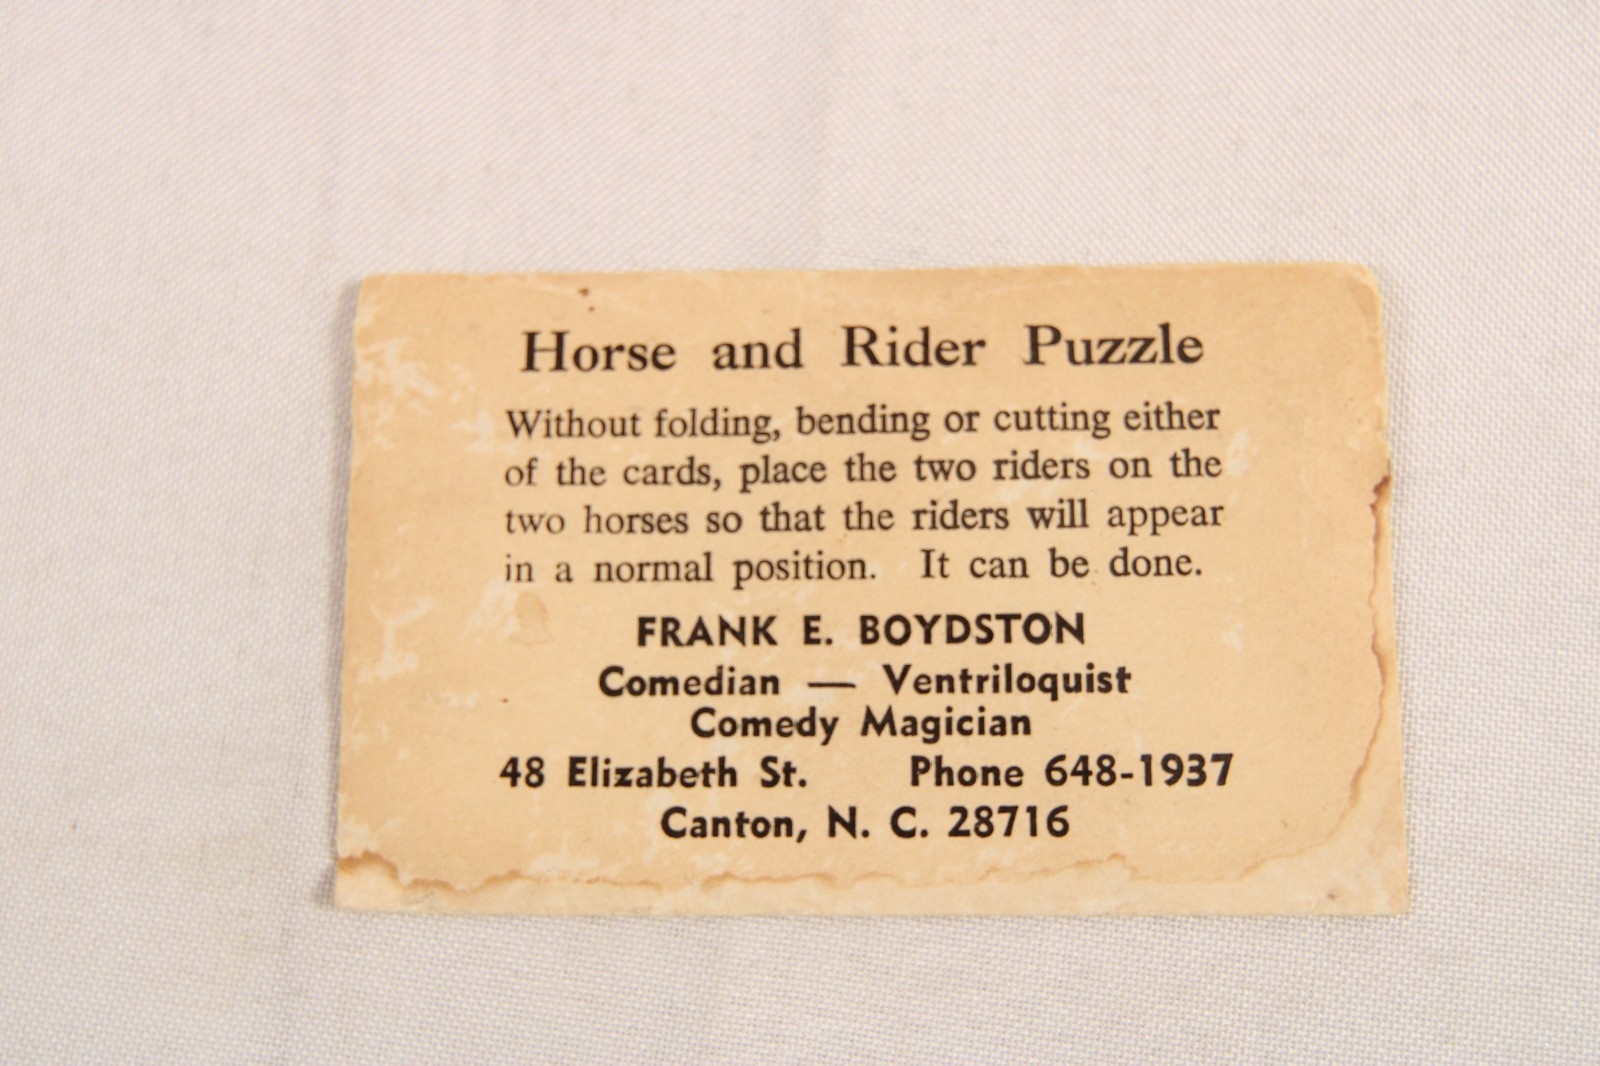 Horse and Rider Puzzle
Without folding, bending or cutting either
of the cards, place the two riders on the
two horses so that the riders will appear
in a normal position. It can be done.
FRANK E. BOYDSTON
Comedian — Ventriloquist
Comedy Magician
48 Elizabeth St. Phone 648-1937
Canton, N. C. 28716